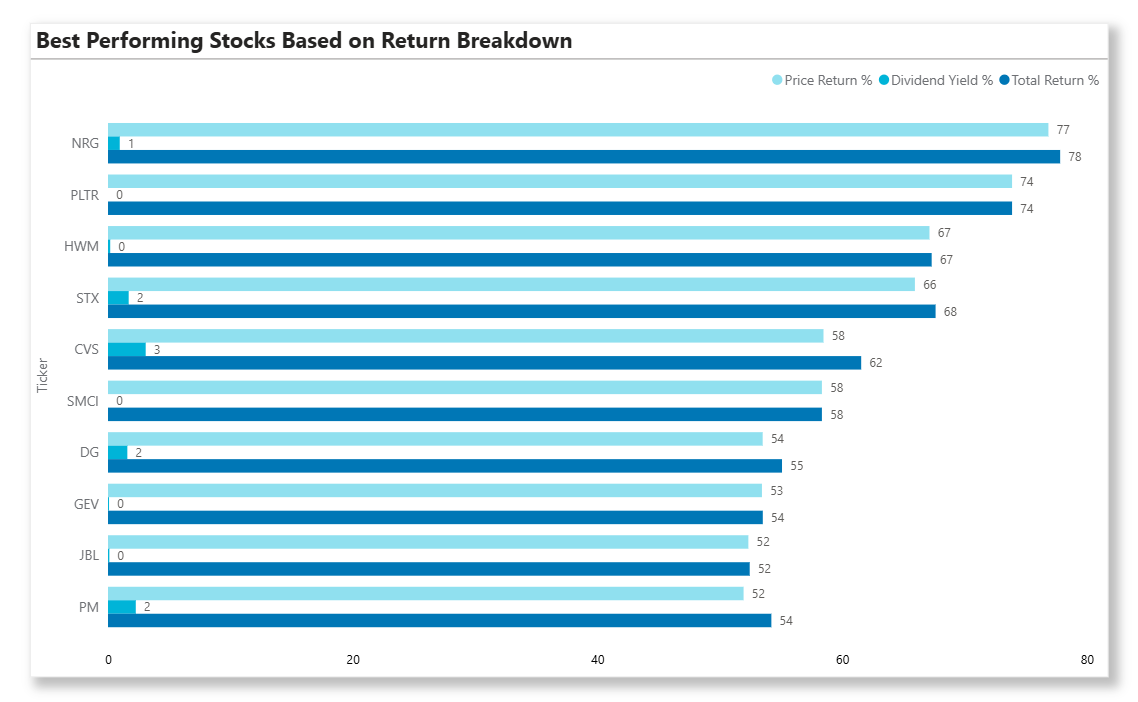 Best Performing Stocks Based on Return Breakdown
Price Return % Dividend Yield % Total Return %
Ticker
NRG
77
1
78
PLTR
74
0
74
HWM
67
0
67
STX
66
2
68
CVS
58
3
62
SMCI
58
0
58
DG
54
2
55
GEV
53
0
54
JBL
52
0
52
PM
52
2
54
0 20 40 60 80